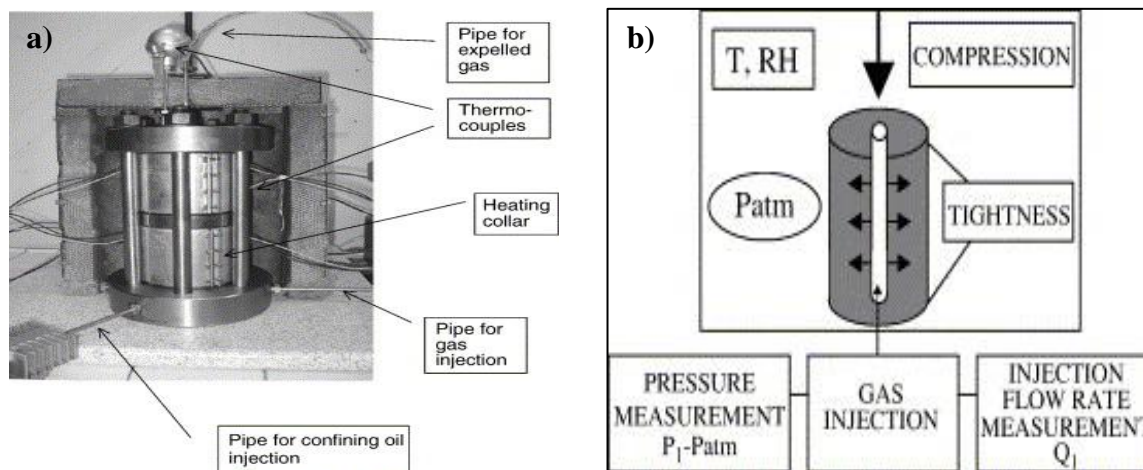 a)
Pipe for
expelled
gas
Thermo-
couples
Heating
collar
Pipe for
gas
injection
Pipe for confining oil
injection
b)
T, RH
COMPRESSION
Patm
TIGHTNESS
PRESSURE
MEASUREMENT
P1-Patm
GAS
INJECTION
INJECTION
FLOW RATE
MEASUREMENT
Q1